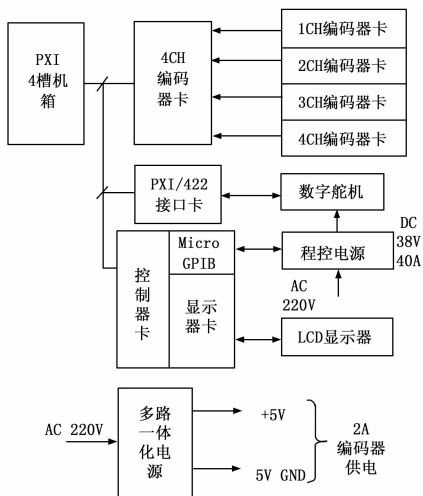 PXI
4槽机
箱
4CH
编码
器卡
1CH编码器卡
2CH编码器卡
3CH编码器卡
4CH编码器卡
PXI/422
接口卡
数字舵机
控制
器卡
Micro
GPIB
显示
器卡
程控电源
DC
38V
40A
AC
220V
LCD显示器
AC 220V
多路
一体
化电
源
+5V
5V GND
2A
编码器
供电